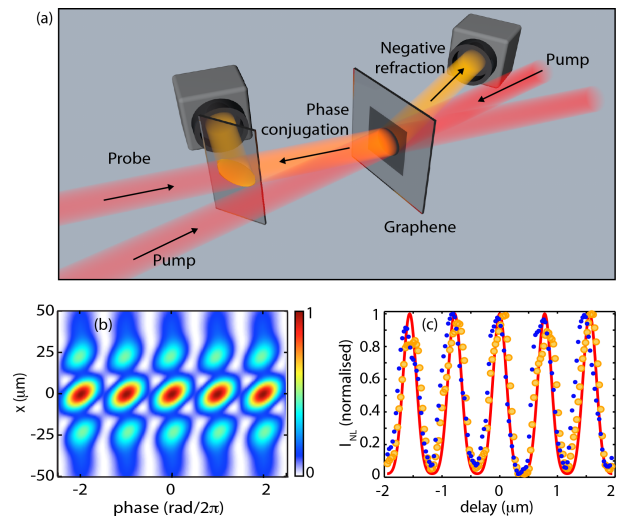 (a)
Negative
refraction
Pump
Phase
conjugation
Probe
Graphene
Pump
50
25
0
-25
-50
x (μm)
(b)
1
0
-2 0 2
phase (rad/2π)
1
0.8
0.6
0.4
0.2
0
I_NL (normalised)
(c)
-2 -1 0 1 2
delay (μm)